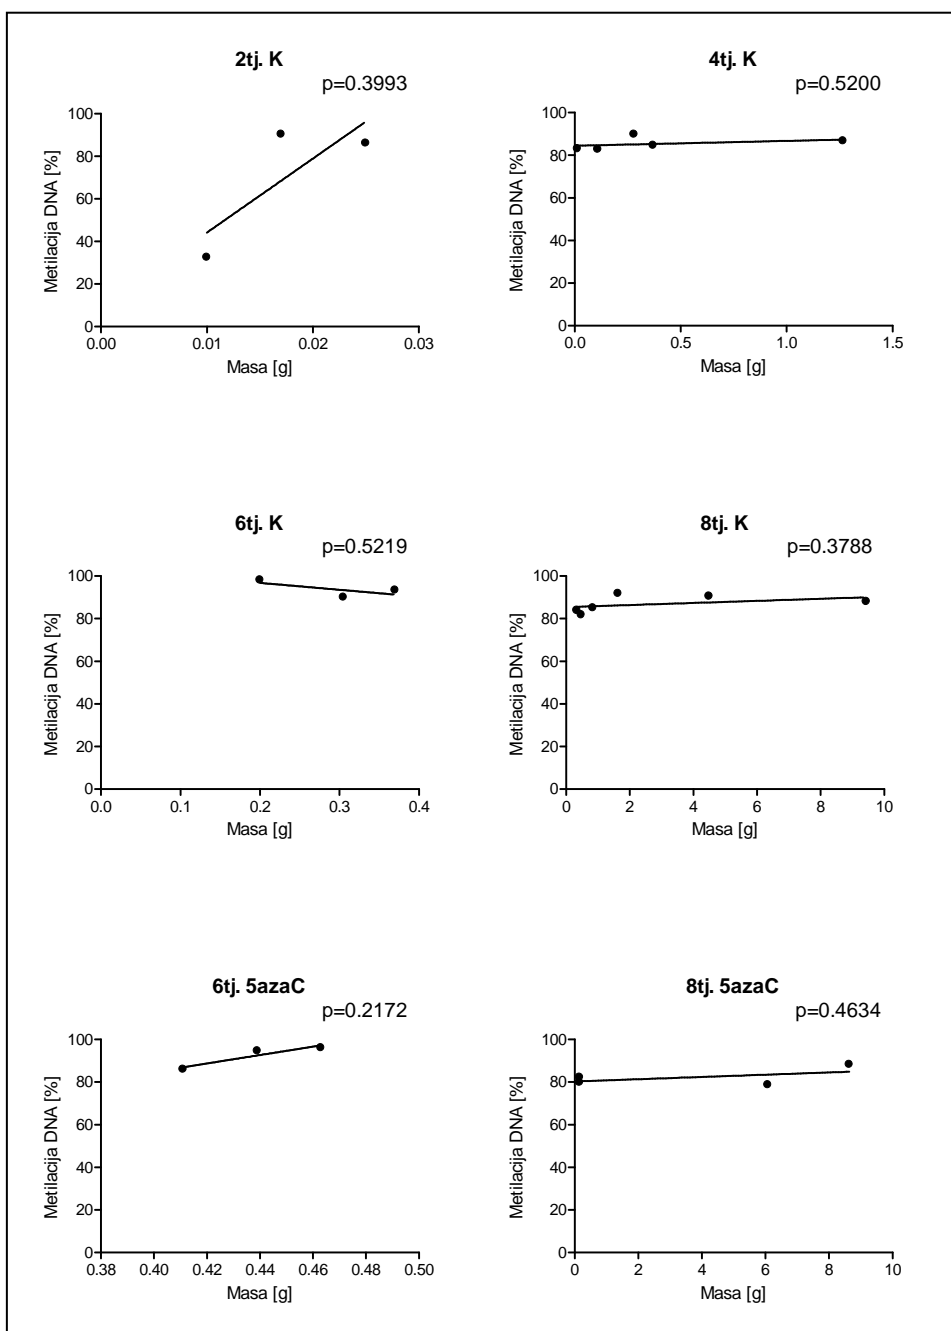 2tj. K
p=0.3993
Metilacija DNA [%]
100
80
60
40
20
0
0.00 0.01 0.02 0.03
Masa [g]
4tj. K
p=0.5200
Metilacija DNA [%]
100
80
60
40
20
0
0.0 0.5 1.0 1.5
Masa [g]
6tj. K
p=0.5219
Metilacija DNA [%]
100
80
60
40
20
0
0.0 0.1 0.2 0.3 0.4
Masa [g]
8tj. K
p=0.3788
Metilacija DNA [%]
100
80
60
40
20
0
0 2 4 6 8 10
Masa [g]
6tj. 5azaC
p=0.2172
Metilacija DNA [%]
100
80
60
40
20
0
0.38 0.40 0.42 0.44 0.46 0.48 0.50
Masa [g]
8tj. 5azaC
p=0.4634
Metilacija DNA [%]
100
80
60
40
20
0
0 2 4 6 8 10
Masa [g]